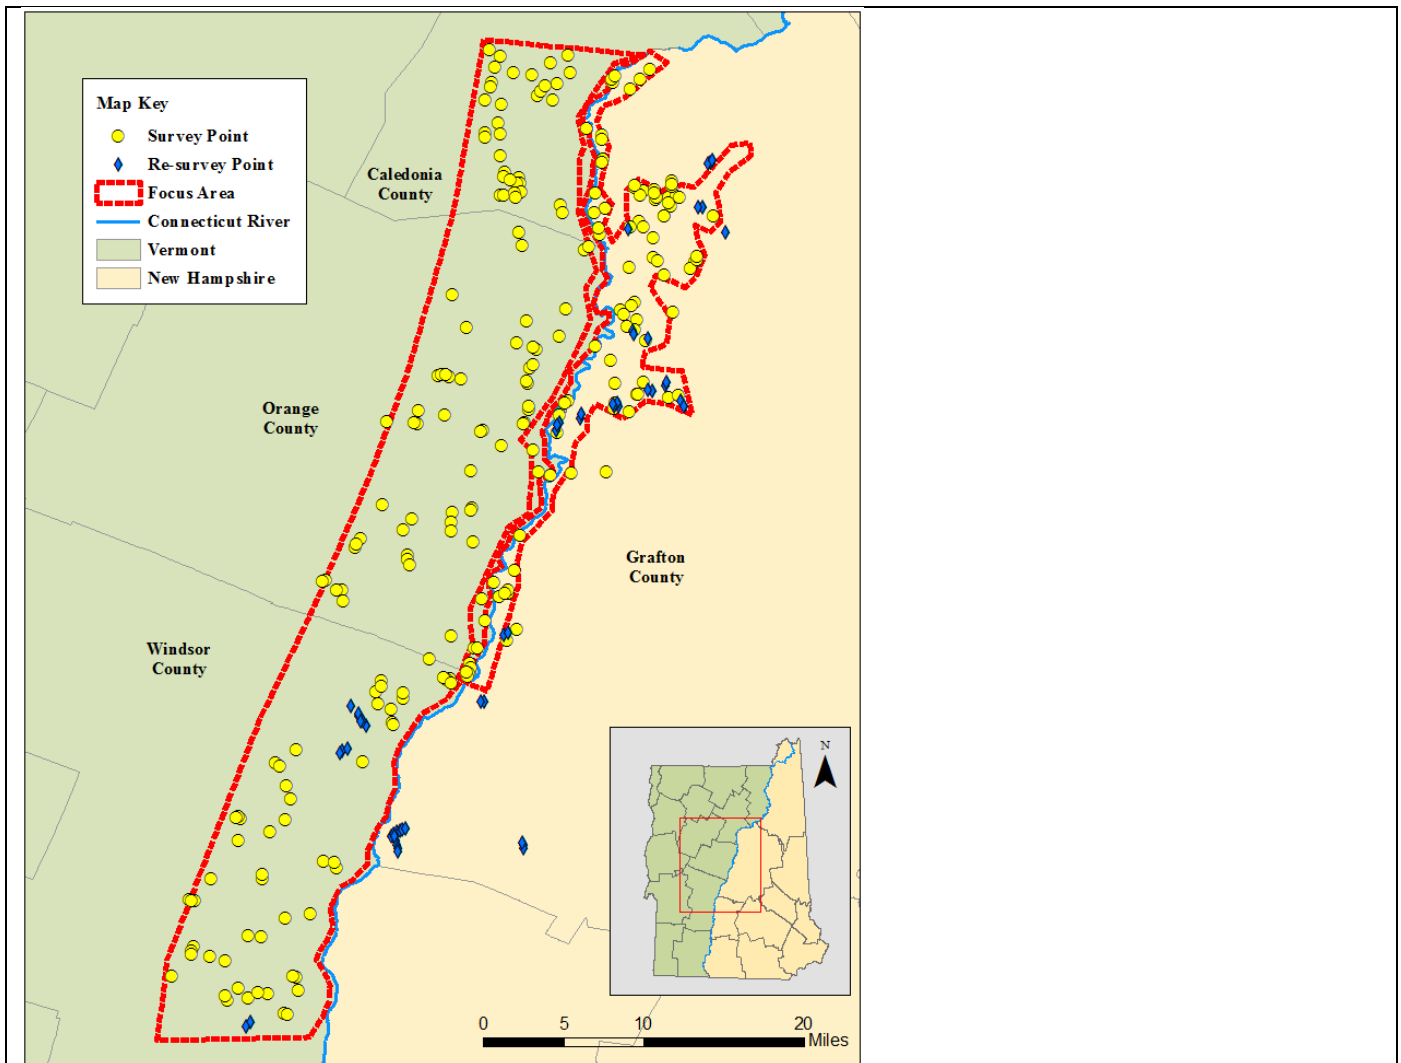 Map Key
Survey Point
Re-survey Point
Focus Area
Connecticut River
Vermont
New Hampshire
Caledonia
County
Orange
County
Grafton
County
Windsor
County
N
0 5 10 20
Miles